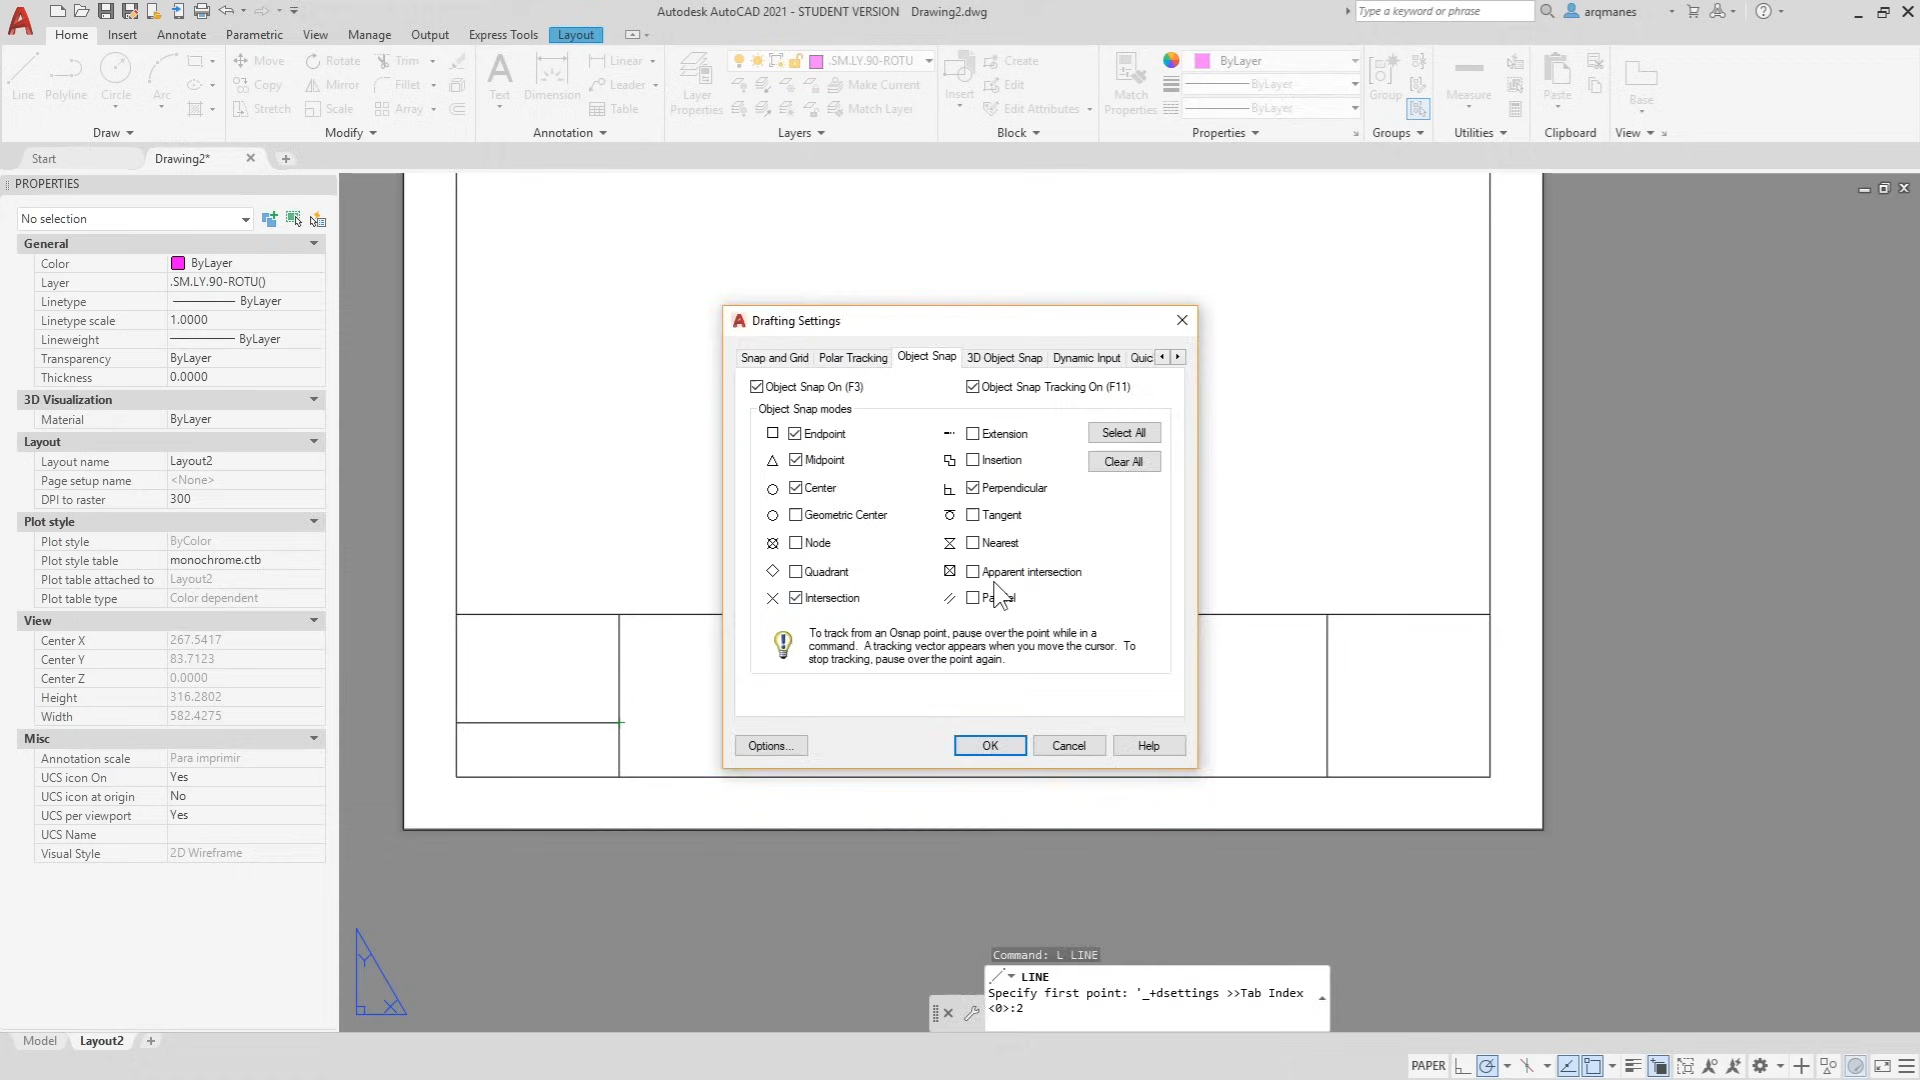 Autodesk AutoCAD 2021 - STUDENT VERSION Drawing2.dwg
Type a keyword or phrase
arqmanes
Home Insert Annotate Parametric View Manage Output Express Tools Layout
Line Polyline Circle Arc
Move Rotate Trim
Copy Mirror Fillet
Stretch Scale Array
Text Dimension
Linear
Leader
Table
Layer Properties
.SM.LY.90-ROTU
Make Current
Match Layer
Insert
Create
Edit
Edit Attributes
Match Properties
ByLayer
ByLayer
ByLayer
Group
Measure
Paste
Base
Draw Modify Annotation Layers Block Properties Groups Utilities Clipboard View
Start Drawing2*
PROPERTIES
No selection
General
Color ByLayer
Layer .SM.LY.90-ROTU()
Linetype ByLayer
Linetype scale 1.0000
Lineweight ByLayer
Transparency ByLayer
Thickness 0.0000
3D Visualization
Material ByLayer
Layout
Layout name Layout2
Page setup name <None>
DPI to raster 300
Plot style
Plot style ByColor
Plot style table monochrome.ctb
Plot table attached to Layout2
Plot table type Color dependent
View
Center X 267.5417
Center Y 83.7123
Center Z 0.0000
Height 316.2802
Width 582.4275
Misc
Annotation scale Para imprimir
UCS icon On Yes
UCS icon at origin No
UCS per viewport Yes
UCS Name
Visual Style 2D Wireframe
Drafting Settings
Snap and Grid Polar Tracking Object Snap 3D Object Snap Dynamic Input Quic
Object Snap On (F3) Object Snap Tracking On (F11)
Object Snap modes
Endpoint Extension Select All
Midpoint Insertion Clear All
Center Perpendicular
Geometric Center Tangent
Node Nearest
Quadrant Apparent intersection
Intersection
To track from an Osnap point, pause over the point while in a
command. A tracking vector appears when you move the cursor. To
stop tracking, pause over the point again.
Options... OK Cancel Help
Y
X
Command: L LINE
LINE
Specify first point: '_+dsettings >>Tab Index
<0>:2
Model Layout2
PAPER